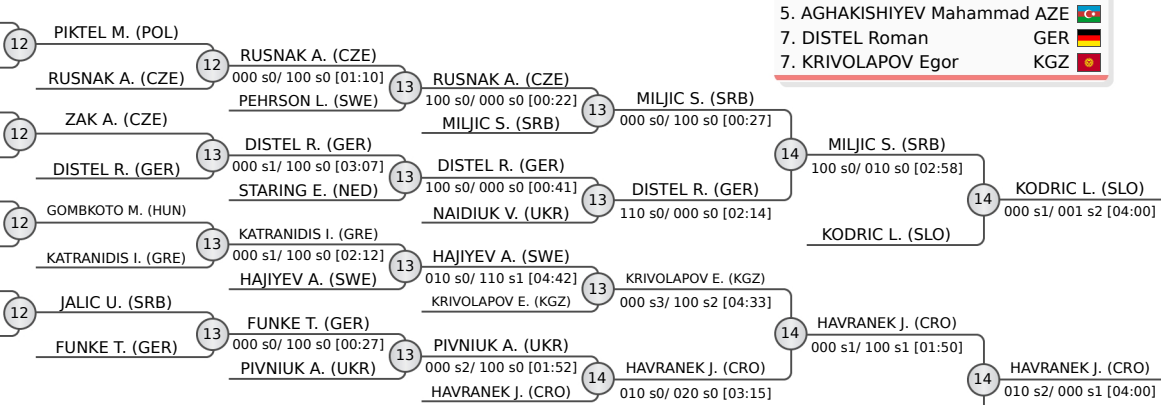 5. AGHAKISHIYEV Mahammad AZE
7. DISTEL Roman GER
7. KRIVOLAPOV Egor KGZ
12
PIKTEL M. (POL)
12
RUSNAK A. (CZE)
12
ZAK A. (CZE)
13
DISTEL R. (GER)
12
GOMBKOTO M. (HUN)
13
KATRANIDIS I. (GRE)
12
JALIC U. (SRB)
13
FUNKE T. (GER)
RUSNAK A. (CZE)
000 s0/ 100 s0 [01:10]
13
PEHRSON L. (SWE)
DISTEL R. (GER)
000 s1/ 100 s0 [03:07]
13
STARING E. (NED)
KATRANIDIS I. (GRE)
000 s1/ 100 s0 [02:12]
13
HAJIYEV A. (SWE)
FUNKE T. (GER)
000 s0/ 100 s0 [00:27]
13
PIVNIUK A. (UKR)
RUSNAK A. (CZE)
100 s0/ 000 s0 [00:22]
13
MILJIC S. (SRB)
DISTEL R. (GER)
100 s0/ 000 s0 [00:41]
13
NAIDIUK V. (UKR)
HAJIYEV A. (SWE)
010 s0/ 110 s1 [04:42]
13
KRIVOLAPOV E. (KGZ)
PIVNIUK A. (UKR)
000 s2/ 100 s0 [01:52]
14
HAVRANEK J. (CRO)
MILJIC S. (SRB)
000 s0/ 100 s0 [00:27]
14
DISTEL R. (GER)
110 s0/ 000 s0 [02:14]
KRIVOLAPOV E. (KGZ)
000 s3/ 100 s2 [04:33]
14
HAVRANEK J. (CRO)
010 s0/ 020 s0 [03:15]
MILJIC S. (SRB)
100 s0/ 010 s0 [02:58]
14
KODRIC L. (SLO)
HAVRANEK J. (CRO)
000 s1/ 100 s1 [01:50]
14
KODRIC L. (SLO)
000 s1/ 001 s2 [04:00]
HAVRANEK J. (CRO)
010 s2/ 000 s1 [04:00]